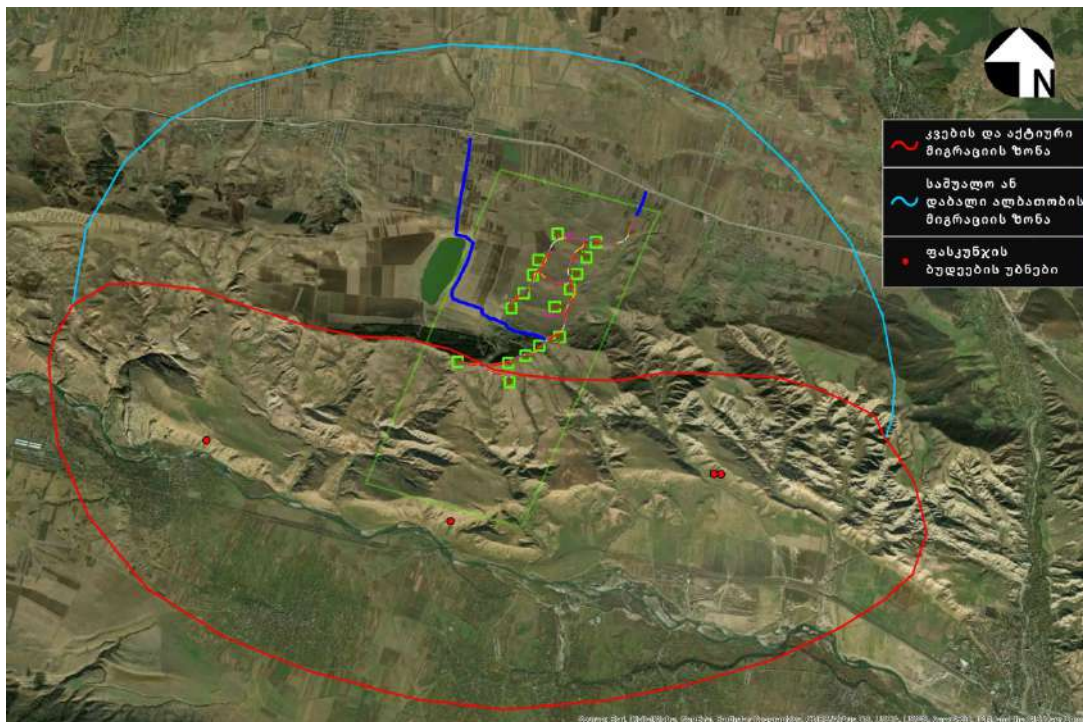 N
კვების და აქტიური
მიგრაციის ზონა
საშუალო ან
დაბალი ალბათობის
მიგრაციის ზონა
ფასკუნჯის
ბუდეების უბნები